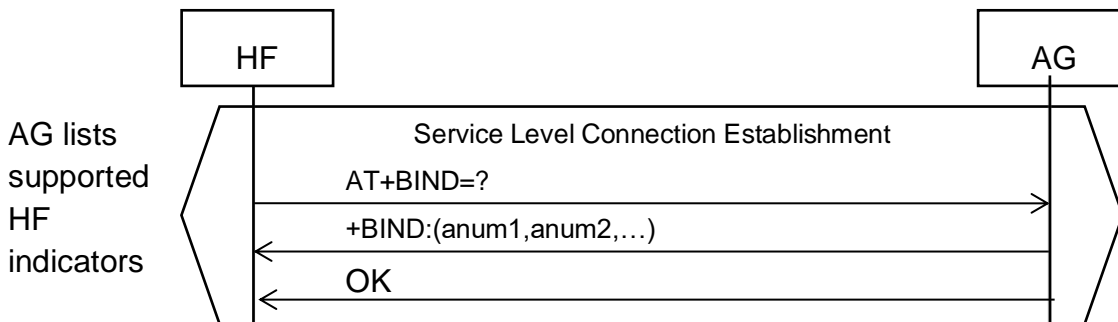 HF
AG
AG lists
supported
HF
indicators
Service Level Connection Establishment
AT+BIND=?
+BIND:(anum1,anum2,…)
OK